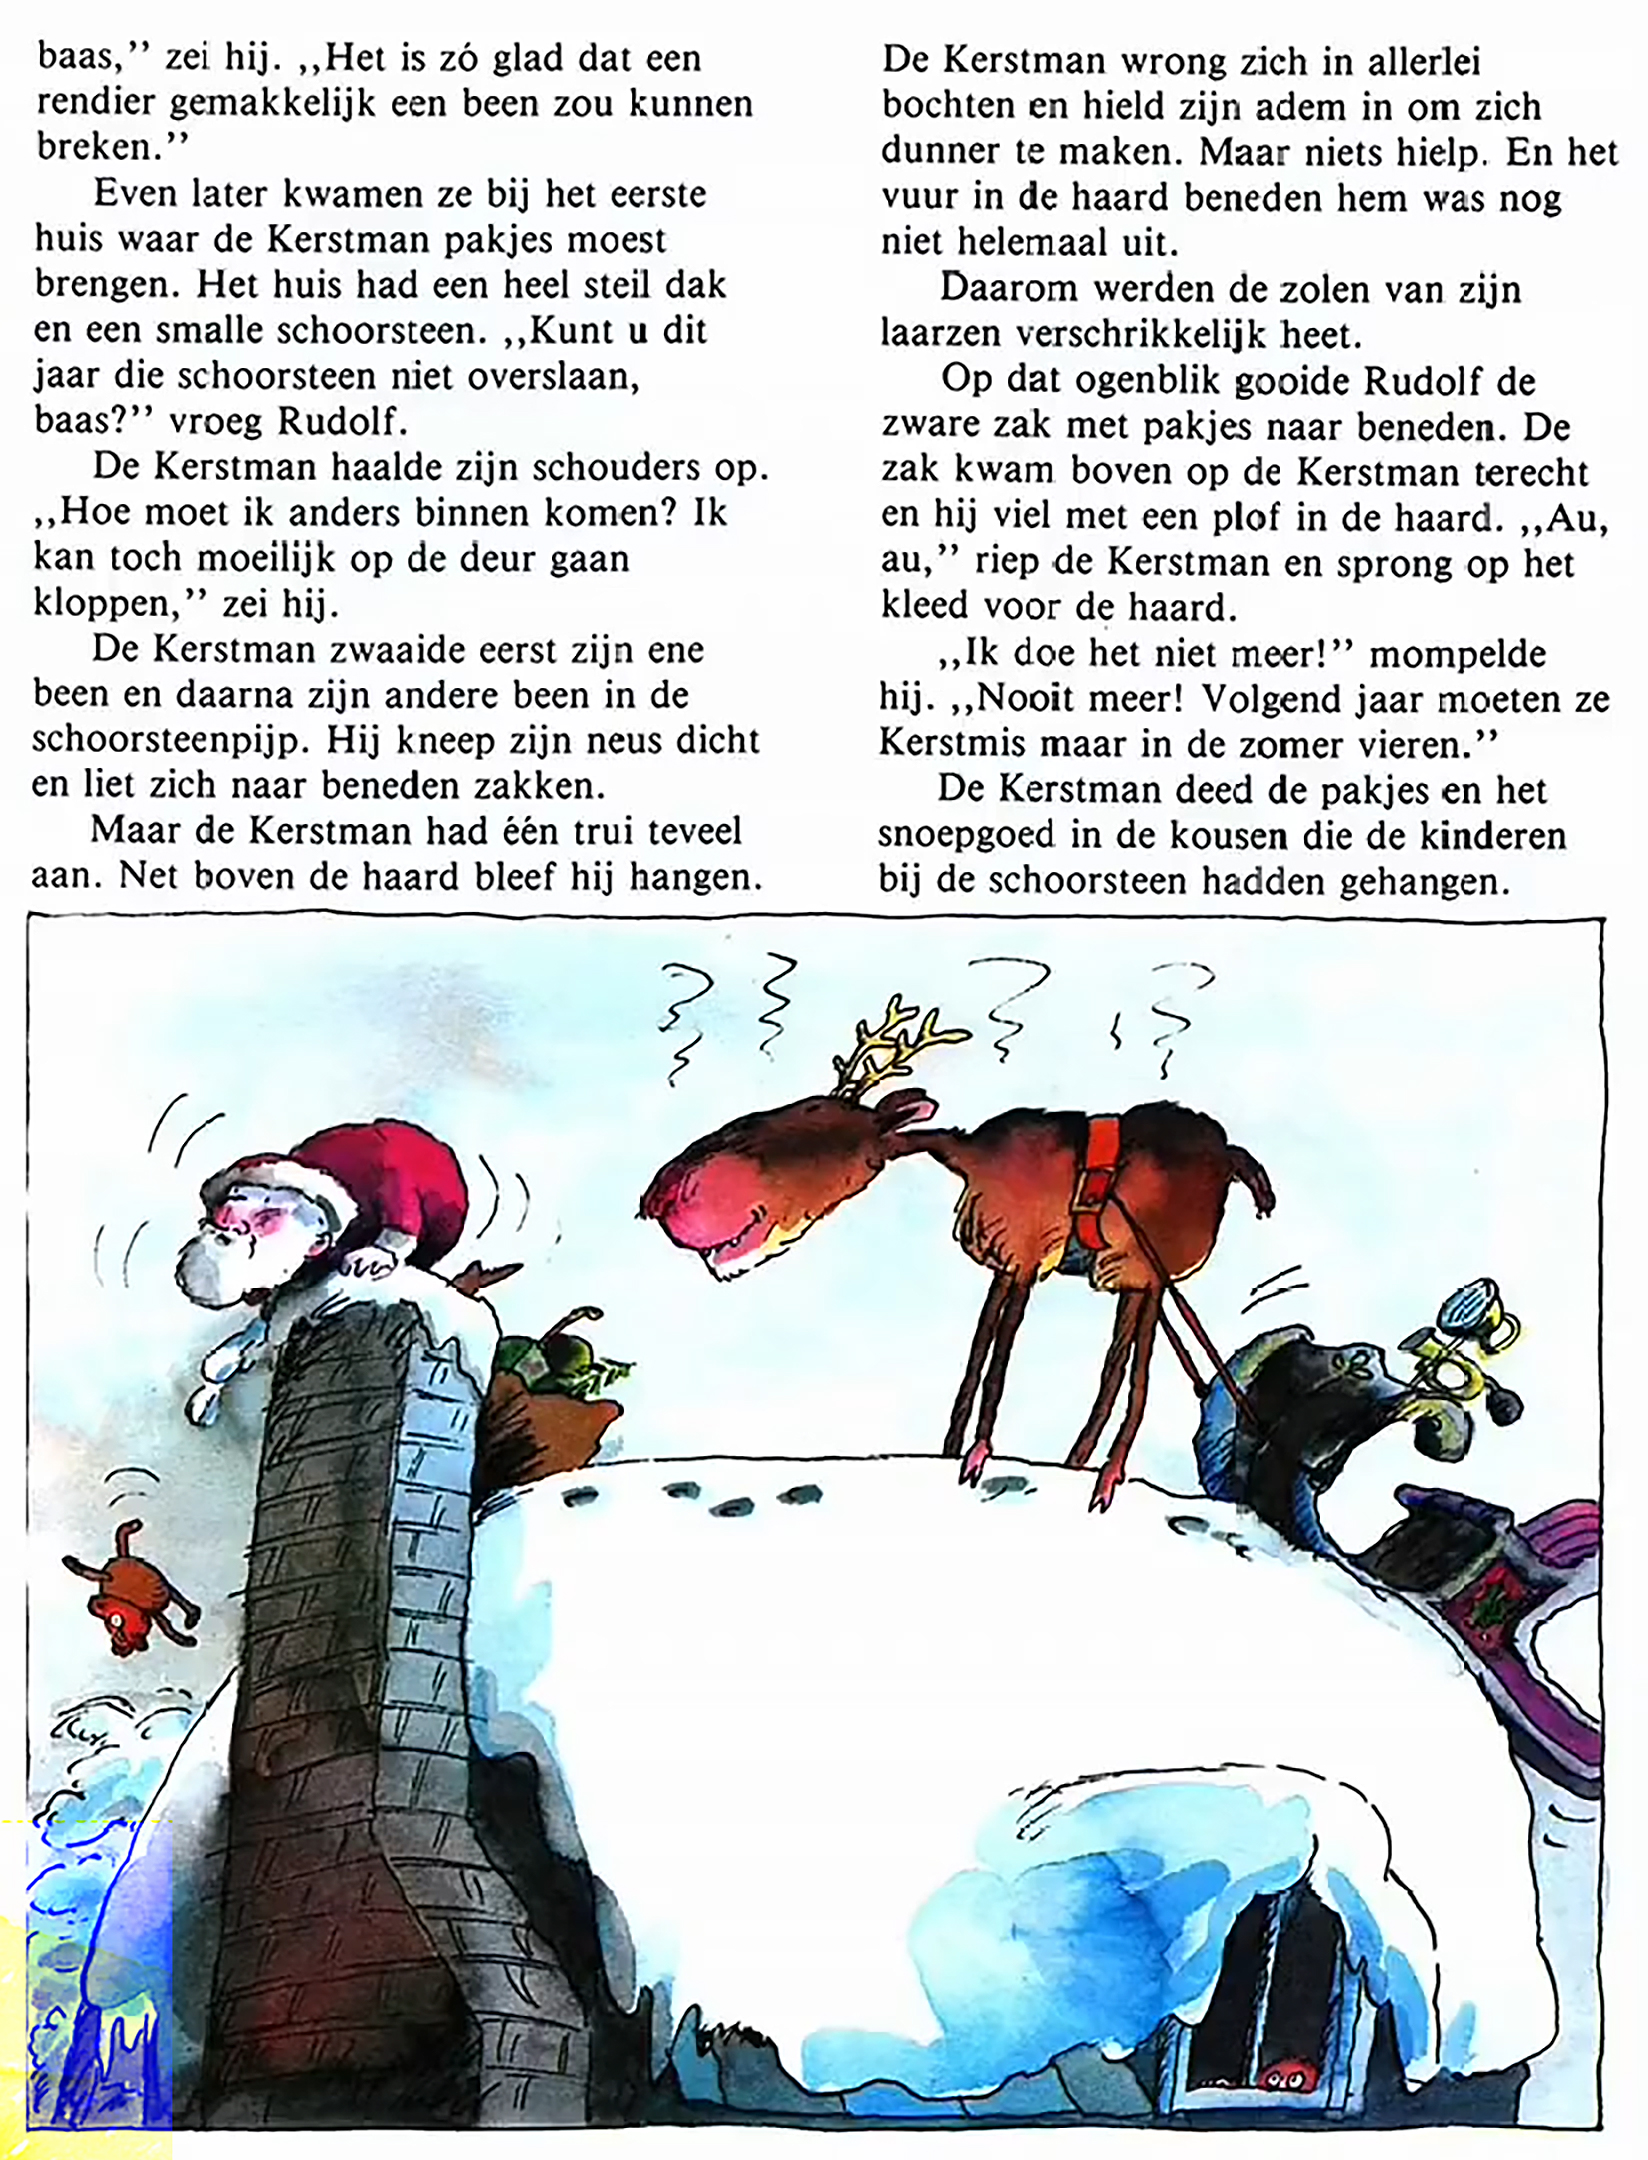 baas,” zei hij. ,,Het is zó glad dat een
rendier gemakkelijk een been zou kunnen
breken.”
Even later kwamen ze bij het eerste
huis waar de Kerstman pakjes moest
brengen. Het huis had een heel steil dak
en een smalle schoorsteen. ,,Kunt u dit
jaar die schoorsteen niet overslaan,
baas?” vroeg Rudolf.
De Kerstman haalde zijn schouders op.
,,Hoe moet ik anders binnen komen? Ik
kan toch moeilijk op de deur gaan
kloppen,” zei hij.
De Kerstman zwaaide eerst zijn ene
been en daarna zijn andere been in de
schoorsteenpijp. Hij kneep zijn neus dicht
en liet zich naar beneden zakken.
Maar de Kerstman had één trui teveel
aan. Net boven de haard bleef hij hangen.
De Kerstman wrong zich in allerlei
bochten en hield zijn adem in om zich
dunner te maken. Maar niets hielp. En het
vuur in de haard beneden hem was nog
niet helemaal uit.
Daarom werden de zolen van zijn
laarzen verschrikkelijk heet.
Op dat ogenblik gooide Rudolf de
zware zak met pakjes naar beneden. De
zak kwam boven op de Kerstman terecht
en hij viel met een plof in de haard. ,,Au,
au,” riep de Kerstman en sprong op het
kleed voor de haard.
,,Ik doe het niet meer!” mompelde
hij. ,,Nooit meer! Volgend jaar moeten ze
Kerstmis maar in de zomer vieren.”
De Kerstman deed de pakjes en het
snoepgoed in de kousen die de kinderen
bij de schoorsteen hadden gehangen.